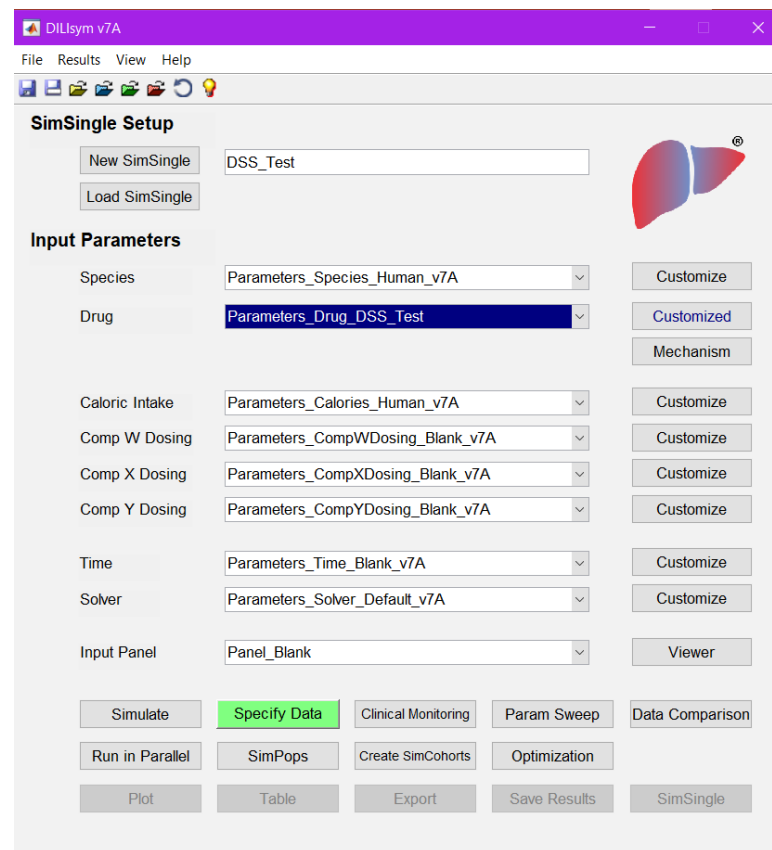 DILIsym v7A
File Results View Help
SimSingle Setup
New SimSingle DSS_Test
®
Load SimSingle
Input Parameters
Species Parameters_Species_Human_v7A Customize
Drug Parameters_Drug_DSS_Test Customized
Mechanism
Caloric Intake Parameters_Calories_Human_v7A Customize
Comp W Dosing Parameters_CompWDosing_Blank_v7A Customize
Comp X Dosing Parameters_CompXDosing_Blank_v7A Customize
Comp Y Dosing Parameters_CompYDosing_Blank_v7A Customize
Time Parameters_Time_Blank_v7A Customize
Solver Parameters_Solver_Default_v7A Customize
Input Panel Panel_Blank Viewer
Simulate Specify Data Clinical Monitoring Param Sweep Data Comparison
Run in Parallel SimPops Create SimCohorts Optimization
Plot Table Export Save Results SimSingle